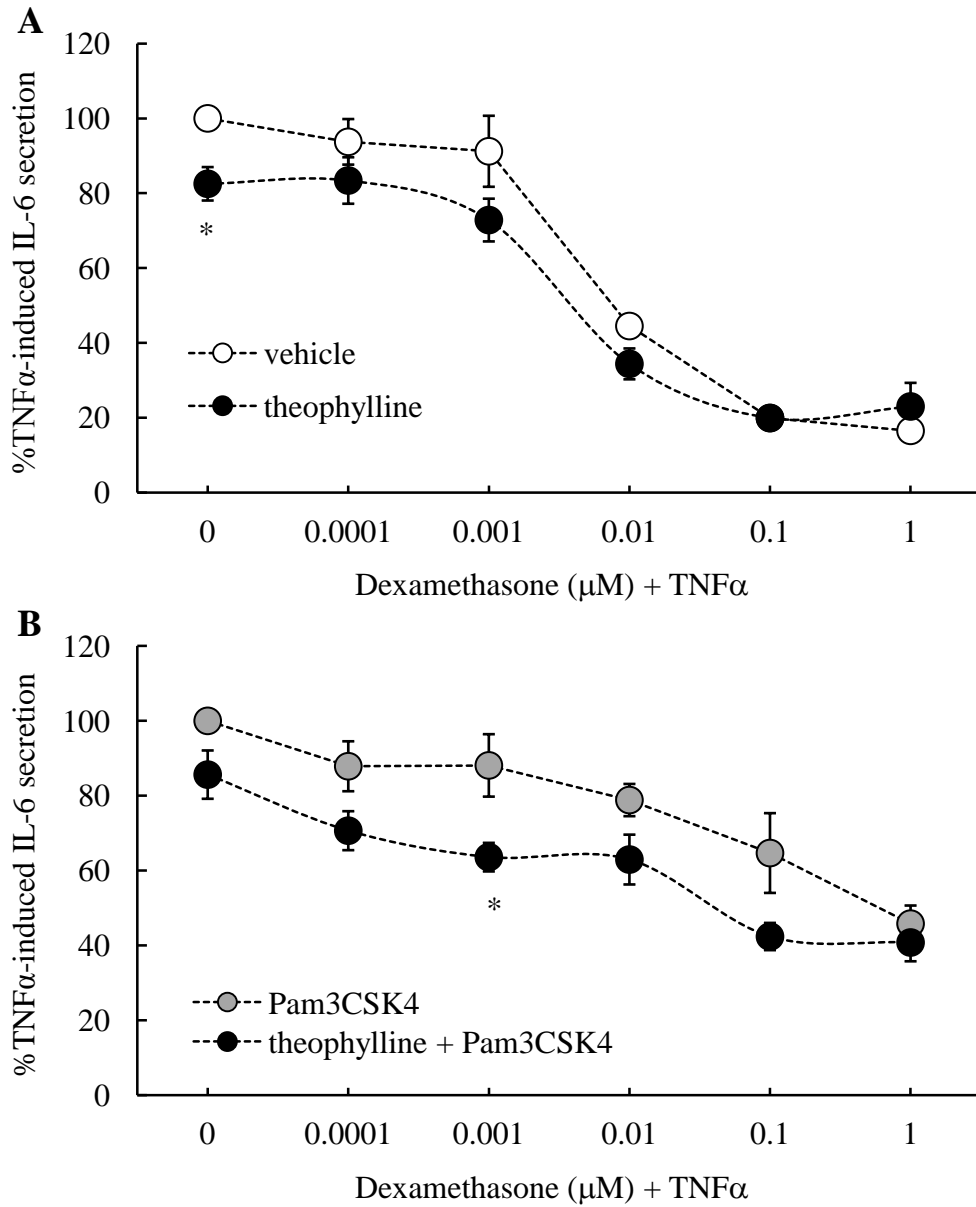 A
120
100
80
60
40
20
0
%TNFα-induced IL-6 secretion
*
vehicle
theophylline
0 0.0001 0.001 0.01 0.1 1
Dexamethasone (μM) + TNFα
B
120
100
80
60
40
20
0
%TNFα-induced IL-6 secretion
*
Pam3CSK4
theophylline + Pam3CSK4
0 0.0001 0.001 0.01 0.1 1
Dexamethasone (μM) + TNFα